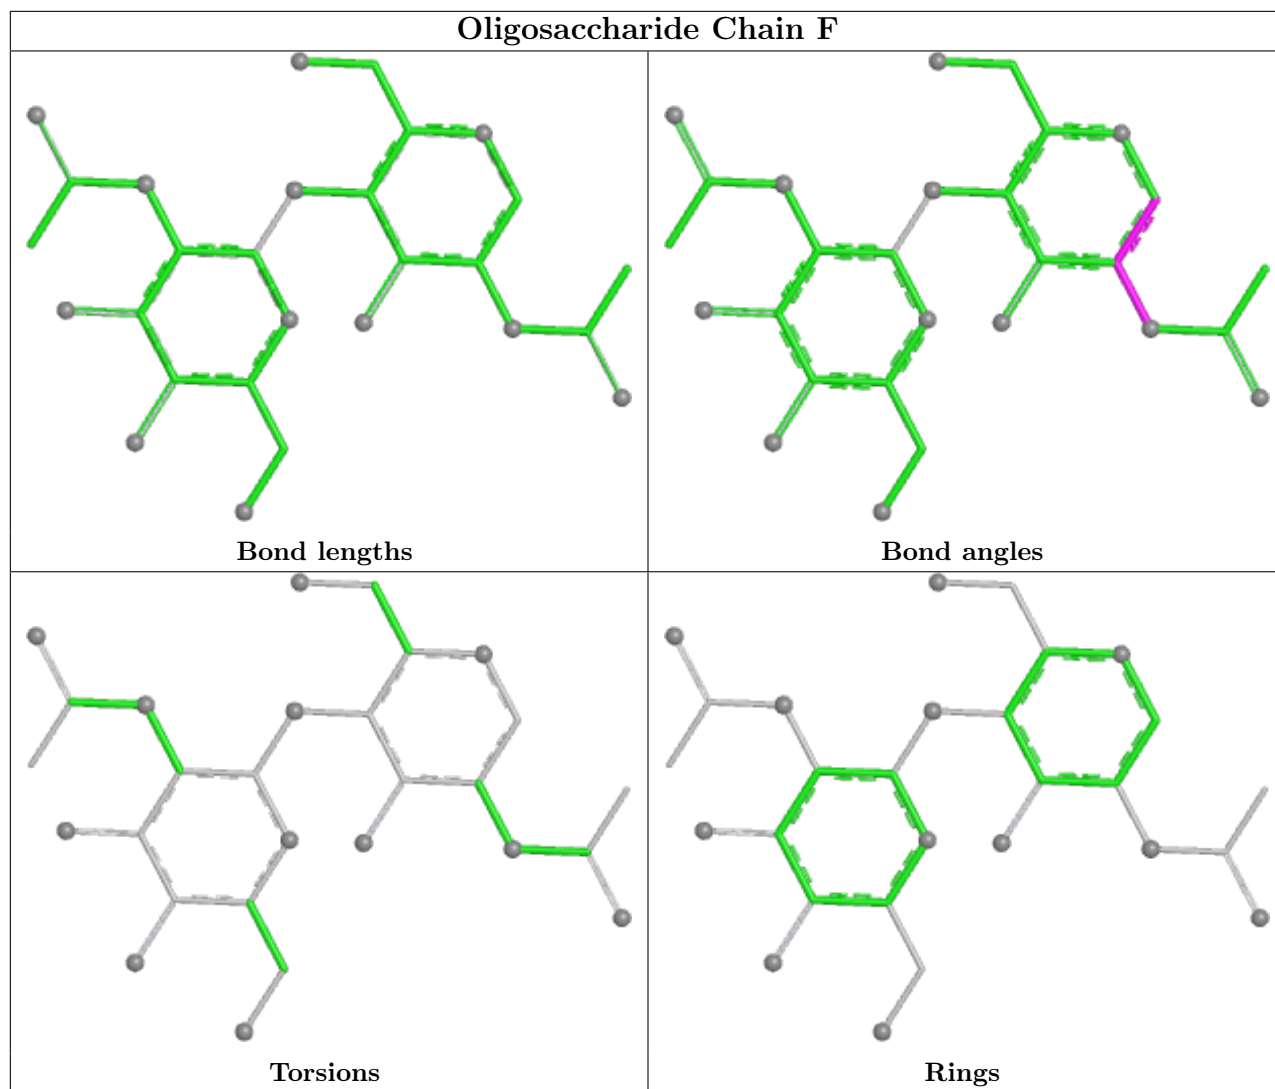 Oligosaccharide Chain F
Bond lengths
Bond angles
Torsions
Rings